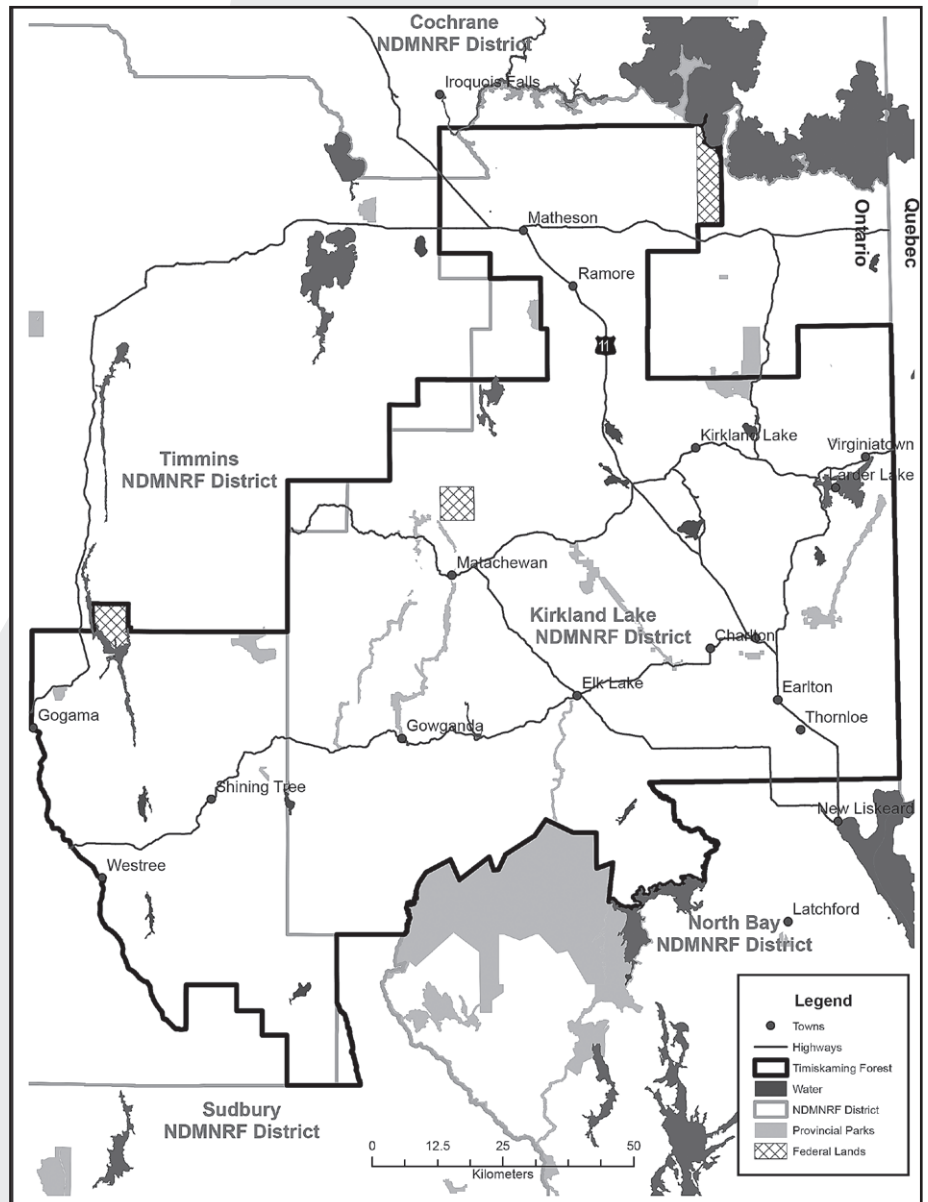 Cochrane
NDMNRF District
Iroquois Falls
Matheson
Ontario
Quebec
Ramore
11
Kirkland Lake
Virginiatown
Larder Lake
Timmins
NDMNRF District
Matachewan
Kirkland Lake
NDMNRF District
Charlton
Elk Lake
Earlton
Thornloe
Gogama
Gowganda
Shining Tree
New Liskeard
Westree
Latchford
North Bay
NDMNRF District
Sudbury
NDMNRF District
0 12.5 25 50
Kilometers
Legend
Towns
Highways
Timiskaming Forest
Water
NDMNRF District
Provincial Parks
Federal Lands